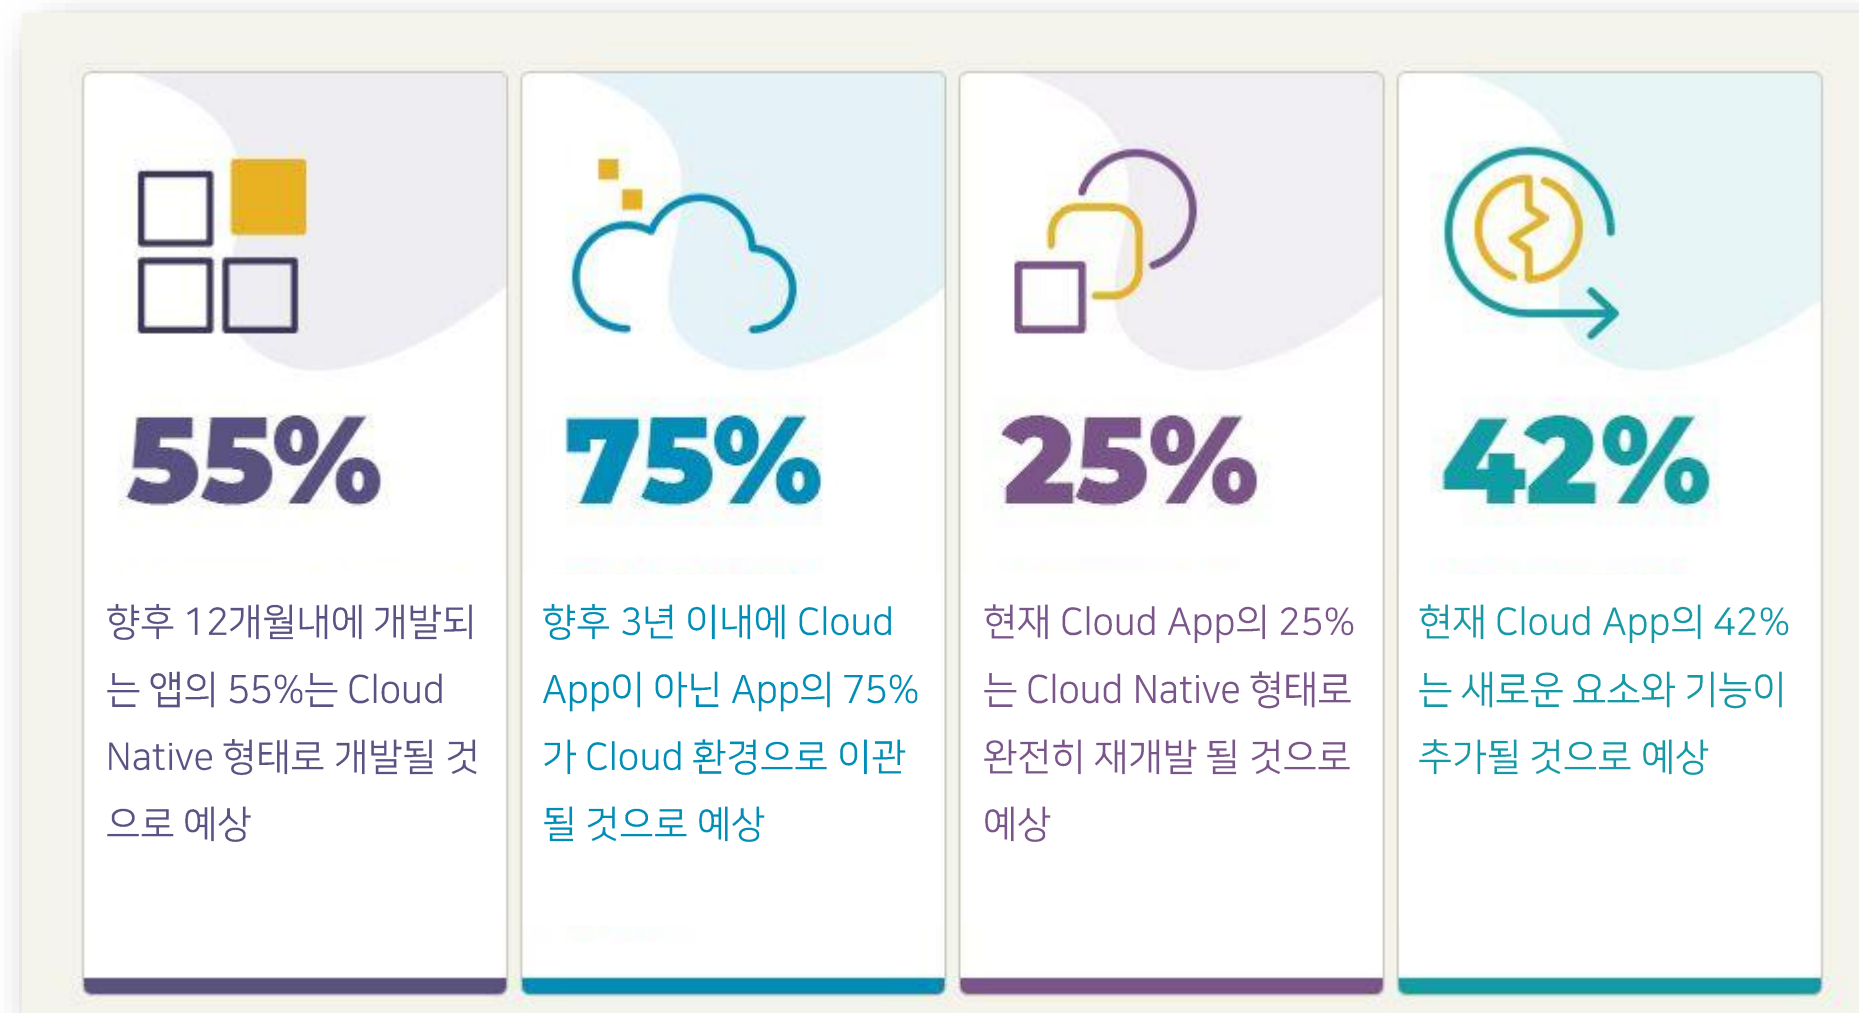 55%
향후 12개월내에 개발되
는 앱의 55%는 Cloud
Native 형태로 개발될 것
으로 예상
75%
향후 3년 이내에 Cloud
App이 아닌 App의 75%
가 Cloud 환경으로 이관
될 것으로 예상
25%
현재 Cloud App의 25%
는 Cloud Native 형태로
완전히 재개발 될 것으로
예상
42%
현재 Cloud App의 42%
는 새로운 요소와 기능이
추가될 것으로 예상